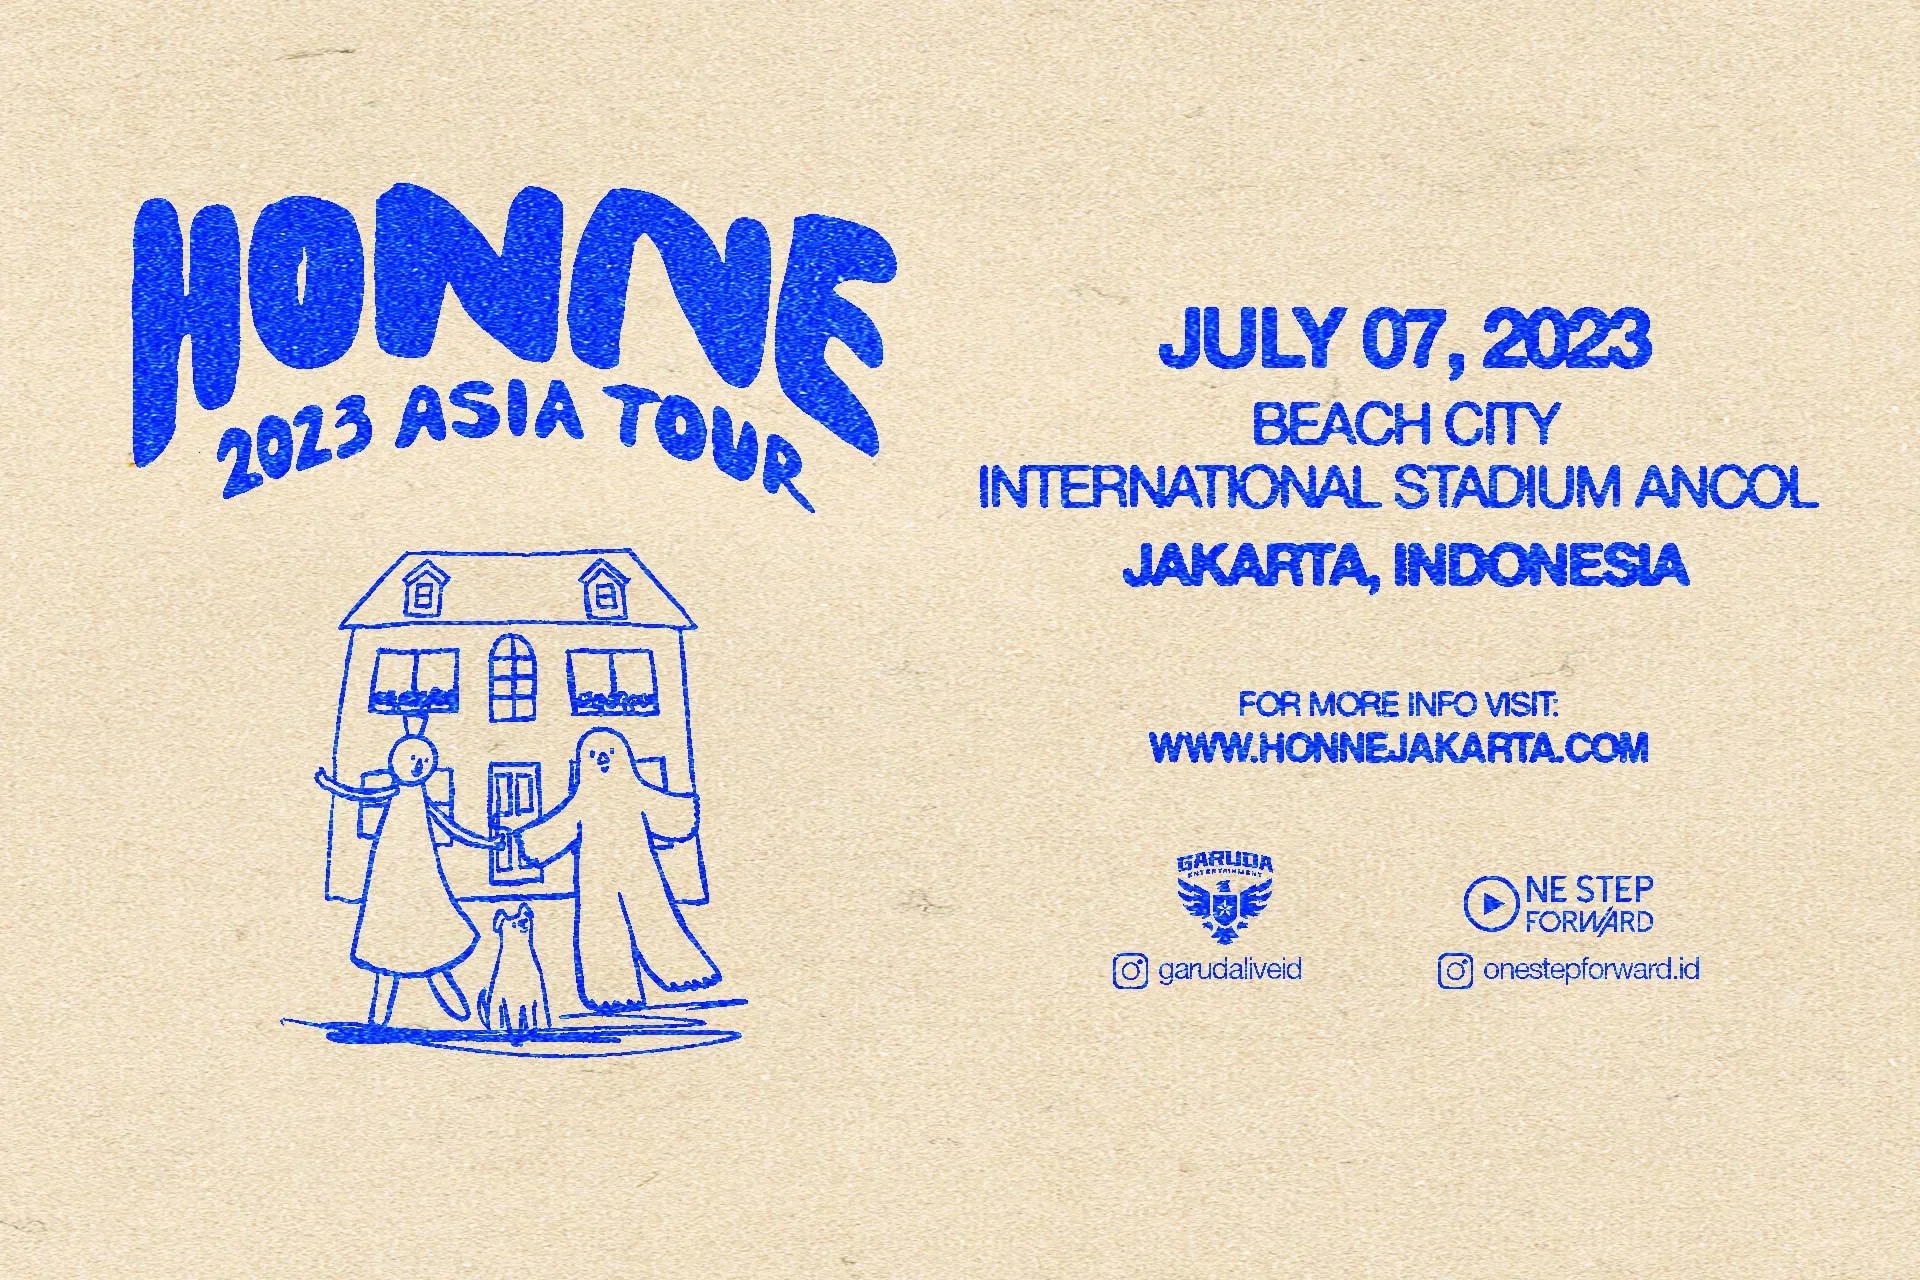 HONNE
2023 ASIA TOUR
JULY 07, 2023
BEACH CITY
INTERNATIONAL STADIUM ANCOL
JAKARTA, INDONESIA
FOR MORE INFO VISIT:
WWW.HONNEJAKARTA.COM
GARUDA
ENTERTAINMENT
garudaliveid
ONE STEP
FORWARD
onestepforward.id